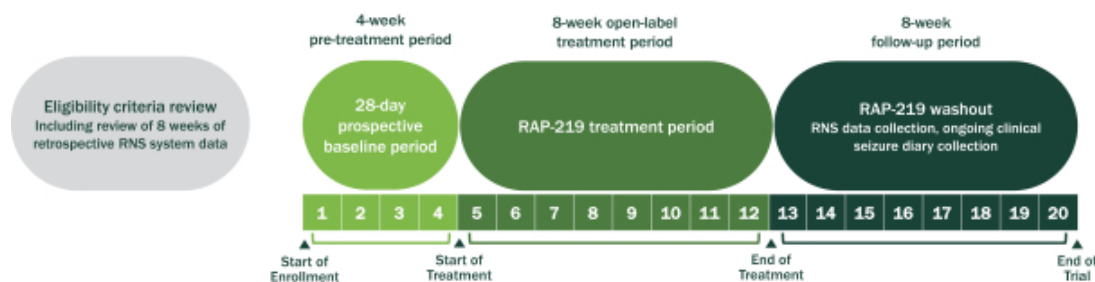 4-week
pre-treatment period
8-week open-label
treatment period
8-week
follow-up period
Eligibility criteria review
Including review of 8 weeks of
retrospective RNS system data
28-day
prospective
baseline period
RAP-219 treatment period
RAP-219 washout
RNS data collection, ongoing clinical
seizure diary collection
1 2 3 4 5 6 7 8 9 10 11 12 13 14 15 16 17 18 19 20
Start of
Enrollment
Start of
Treatment
End of
Treatment
End of
Trial